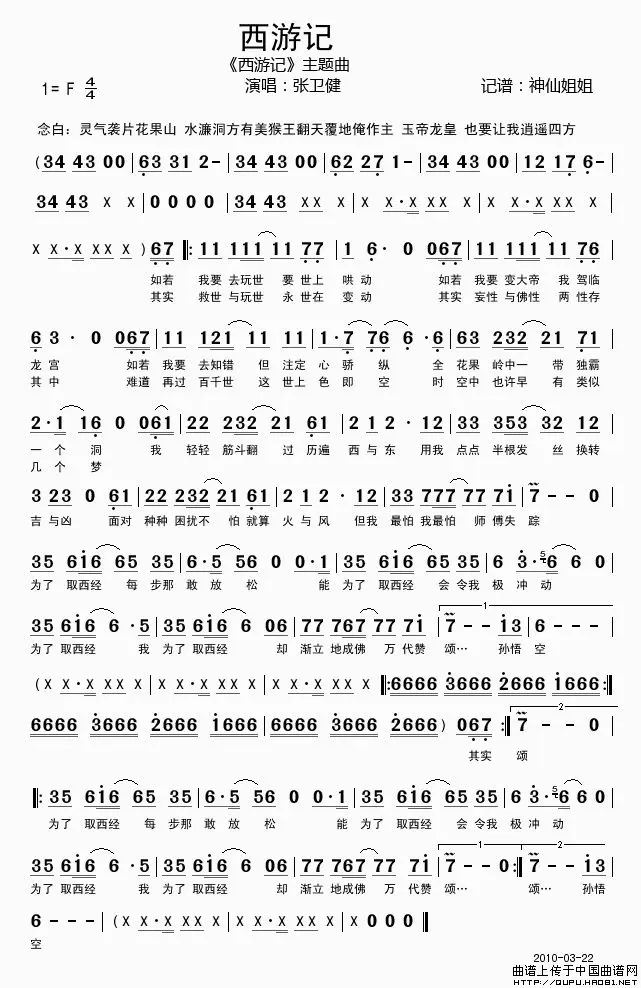 西游记
《西游记》主题曲
1= F 4/4 演唱：张卫健 记谱：神仙姐姐
念白：灵气袭片花果山 水濂洞方有美猴王翻天覆地俺作主 玉帝龙皇 也要让我逍遥四方
(34 43 00 | 63 31 2- | 34 43 00 | 62 27 1- | 34 43 00 | 12 17 6- |
34 43 X X | 0 0 0 0 | 34 43 XX X | X X·X XX X | X X·X XX X |
X X·X XX X ) 67 |: 11 111 11 77 | 1 6· 0 067 | 11 111 11 76 |
如若 我要 去玩世 要 世上 哄 动 如若 我要 变大帝 我 驾临
其实 救世 与玩世 永 世在 变 动 其实 妄性 与佛性 两 性存
6 3 · 0 067 | 11 121 11 11 | 1·7 76 6 ·6 | 63 232 21 71 |
龙 宫 如若 我要 去知错 但 注定 心 骄 纵 全 花果 岭中一 带 独霸
其 中 难道 再过 百千世 这 世上 色 即 空 时 空中 也许早 有 类似
2·1 16 0 061 | 22 232 21 61 | 2 1 2 · 12 | 33 353 32 12 |
一 个 洞 我 轻轻 筋斗翻 过 历遍 西 与 东 用我 点点 半根发 丝 换转
几 个 梦
3 23 0 61 | 22 232 21 61 | 2 1 2 · 12 | 33 777 77 71 | 7 - - 0 |
吉 与凶 面对 种种 困扰不 怕 就算 火 与 风 但我 最怕 我最怕 师 傅失 踪
35 616 65 35 | 6·5 56 0 0·1 | 35 616 65 35 | 6 3·5 6 6 0 |
为了 取西经 每 步那 敢 放 松 能 为了 取西经 会 令我 极 冲 动
35 616 6 ·5 | 35 616 6 06 | 77 767 77 71 | 1 7 - - 13 | 6 - - - |
为了 取西经 我 为了 取西经 却 渐立 地成佛 万 代赞 颂… 孙悟 空
(X X·X XX X | X X·X XX X | X X·X XX X |: 6666 3666 2666 1666 :|
6666 3666 2666 1666 | 6666 3666 3666 2666 ) 067 :| 2 7 - - 0 |
其实 颂
|: 35 616 65 35 | 6·5 56 0 0·1 | 35 616 65 35 | 6 3·5 66 0 |
为了 取西经 每 步那 敢 放 松 能 为了 取西经 会 令我 极 冲 动
35 616 6 ·5 | 35 616 6 06 | 77 767 77 71 | 1 7 - - 0 :| 2 7 - - 13 |
为了 取西经 我 为了 取西经 却 渐立 地成佛 万 代赞 颂… 颂… 孙悟
6 - - - | (X X·X XX X | X X·X XX X | X 0 0 0 ‖
空
2010-03-22
曲谱上传于中国曲谱网
HTTP://QUPU.HAO81.NET